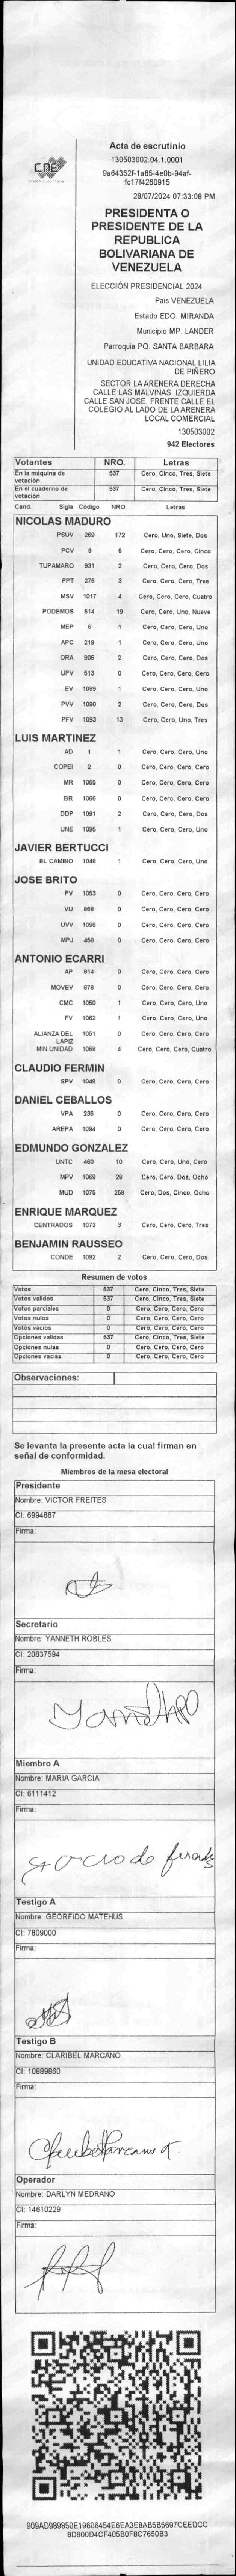 CNE
Acta de escrutinio
130503002.04.1.0001
9a64352f-1a85-4e0b-94af-
fc17f4260915
28/07/2024 07:33:08 PM
PRESIDENTA O
PRESIDENTE DE LA
REPUBLICA
BOLIVARIANA DE
VENEZUELA
ELECCIÓN PRESIDENCIAL 2024
País VENEZUELA
Estado EDO. MIRANDA
Municipio MP. LANDER
Parroquia PQ. SANTA BARBARA
UNIDAD EDUCATIVA NACIONAL LILIA
DE PIÑERO
SECTOR LA ARENERA DERECHA
CALLE LAS MALVINAS. IZQUIERDA
CALLE SAN JOSE. FRENTE CALLE EL
COLEGIO AL LADO DE LA ARENERA
LOCAL COMERCIAL
130503002
942 Electores
Votantes NRO. Letras
En la máquina de votación 537 Cero, Cinco, Tres, Siete
En el cuaderno de votación 537 Cero, Cinco, Tres, Siete
Cand. Sigla Código NRO. Letras
NICOLAS MADURO
PSUV 269 172 Cero, Uno, Siete, Dos
PCV 9 5 Cero, Cero, Cero, Cinco
TUPAMARO 931 2 Cero, Cero, Cero, Dos
PPT 276 3 Cero, Cero, Cero, Tres
MSV 1017 4 Cero, Cero, Cero, Cuatro
PODEMOS 514 19 Cero, Cero, Uno, Nueve
MEP 6 1 Cero, Cero, Cero, Uno
APC 219 1 Cero, Cero, Cero, Uno
ORA 906 2 Cero, Cero, Cero, Dos
UPV 513 0 Cero, Cero, Cero, Cero
EV 1089 1 Cero, Cero, Cero, Uno
PVV 1090 2 Cero, Cero, Cero, Dos
PFV 1093 13 Cero, Cero, Uno, Tres
LUIS MARTINEZ
AD 1 1 Cero, Cero, Cero, Uno
COPEI 2 0 Cero, Cero, Cero, Cero
MR 1065 0 Cero, Cero, Cero, Cero
BR 1066 0 Cero, Cero, Cero, Cero
DDP 1091 2 Cero, Cero, Cero, Dos
UNE 1095 1 Cero, Cero, Cero, Uno
JAVIER BERTUCCI
EL CAMBIO 1048 1 Cero, Cero, Cero, Uno
JOSE BRITO
PV 1053 0 Cero, Cero, Cero, Cero
VU 868 0 Cero, Cero, Cero, Cero
UVV 1096 0 Cero, Cero, Cero, Cero
MPJ 458 0 Cero, Cero, Cero, Cero
ANTONIO ECARRI
AP 814 0 Cero, Cero, Cero, Cero
MOVEV 878 0 Cero, Cero, Cero, Cero
CMC 1050 1 Cero, Cero, Cero, Uno
FV 1062 1 Cero, Cero, Cero, Uno
ALIANZA DEL LAPIZ 1051 0 Cero, Cero, Cero, Cero
MIN UNIDAD 1068 4 Cero, Cero, Cero, Cuatro
CLAUDIO FERMIN
SPV 1049 0 Cero, Cero, Cero, Cero
DANIEL CEBALLOS
VPA 236 0 Cero, Cero, Cero, Cero
AREPA 1094 0 Cero, Cero, Cero, Cero
EDMUNDO GONZALEZ
UNTC 460 10 Cero, Cero, Uno, Cero
MPV 1069 28 Cero, Cero, Dos, Ocho
MUD 1075 258 Cero, Dos, Cinco, Ocho
ENRIQUE MARQUEZ
CENTRADOS 1073 3 Cero, Cero, Cero, Tres
BENJAMIN RAUSSEO
CONDE 1092 2 Cero, Cero, Cero, Dos
Resumen de votos
Votos 537 Cero, Cinco, Tres, Siete
Votos validos 537 Cero, Cinco, Tres, Siete
Votos parciales 0 Cero, Cero, Cero, Cero
Votos nulos 0 Cero, Cero, Cero, Cero
Votos vacios 0 Cero, Cero, Cero, Cero
Opciones validas 537 Cero, Cinco, Tres, Siete
Opciones nulas 0 Cero, Cero, Cero, Cero
Opciones vacias 0 Cero, Cero, Cero, Cero
Observaciones:
Se levanta la presente acta la cual firman en
señal de conformidad.
Miembros de la mesa electoral
Presidente
Nombre: VICTOR FREITES
CI: 6994887
Firma:
Secretario
Nombre: YANNETH ROBLES
CI: 20837594
Firma:
Miembro A
Nombre: MARIA GARCIA
CI: 6111412
Firma:
Testigo A
Nombre: GEORFIDO MATEHUS
CI: 7809000
Firma:
Testigo B
Nombre: CLARIBEL MARCANO
CI: 10889860
Firma:
Operador
Nombre: DARLYN MEDRANO
CI: 14610229
Firma:
909AD989850E19606454E6EA3E8AB5B5697CEEDCC
8D900D4CF405B0F8C7650B3